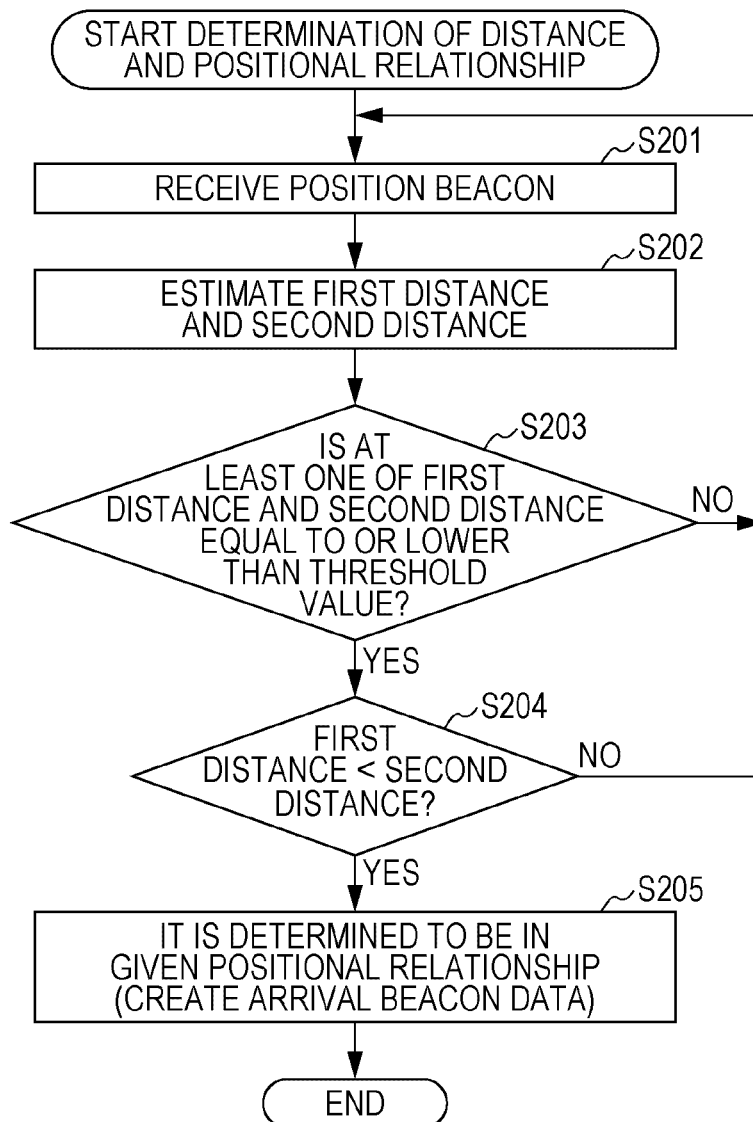 START DETERMINATION OF DISTANCE
AND POSITIONAL RELATIONSHIP
S201
RECEIVE POSITION BEACON
S202
ESTIMATE FIRST DISTANCE
AND SECOND DISTANCE
S203
IS AT
LEAST ONE OF FIRST
DISTANCE AND SECOND DISTANCE
EQUAL TO OR LOWER
THAN THRESHOLD
VALUE?
NO
YES
S204
FIRST
DISTANCE < SECOND
DISTANCE?
NO
YES
S205
IT IS DETERMINED TO BE IN
GIVEN POSITIONAL RELATIONSHIP
(CREATE ARRIVAL BEACON DATA)
END